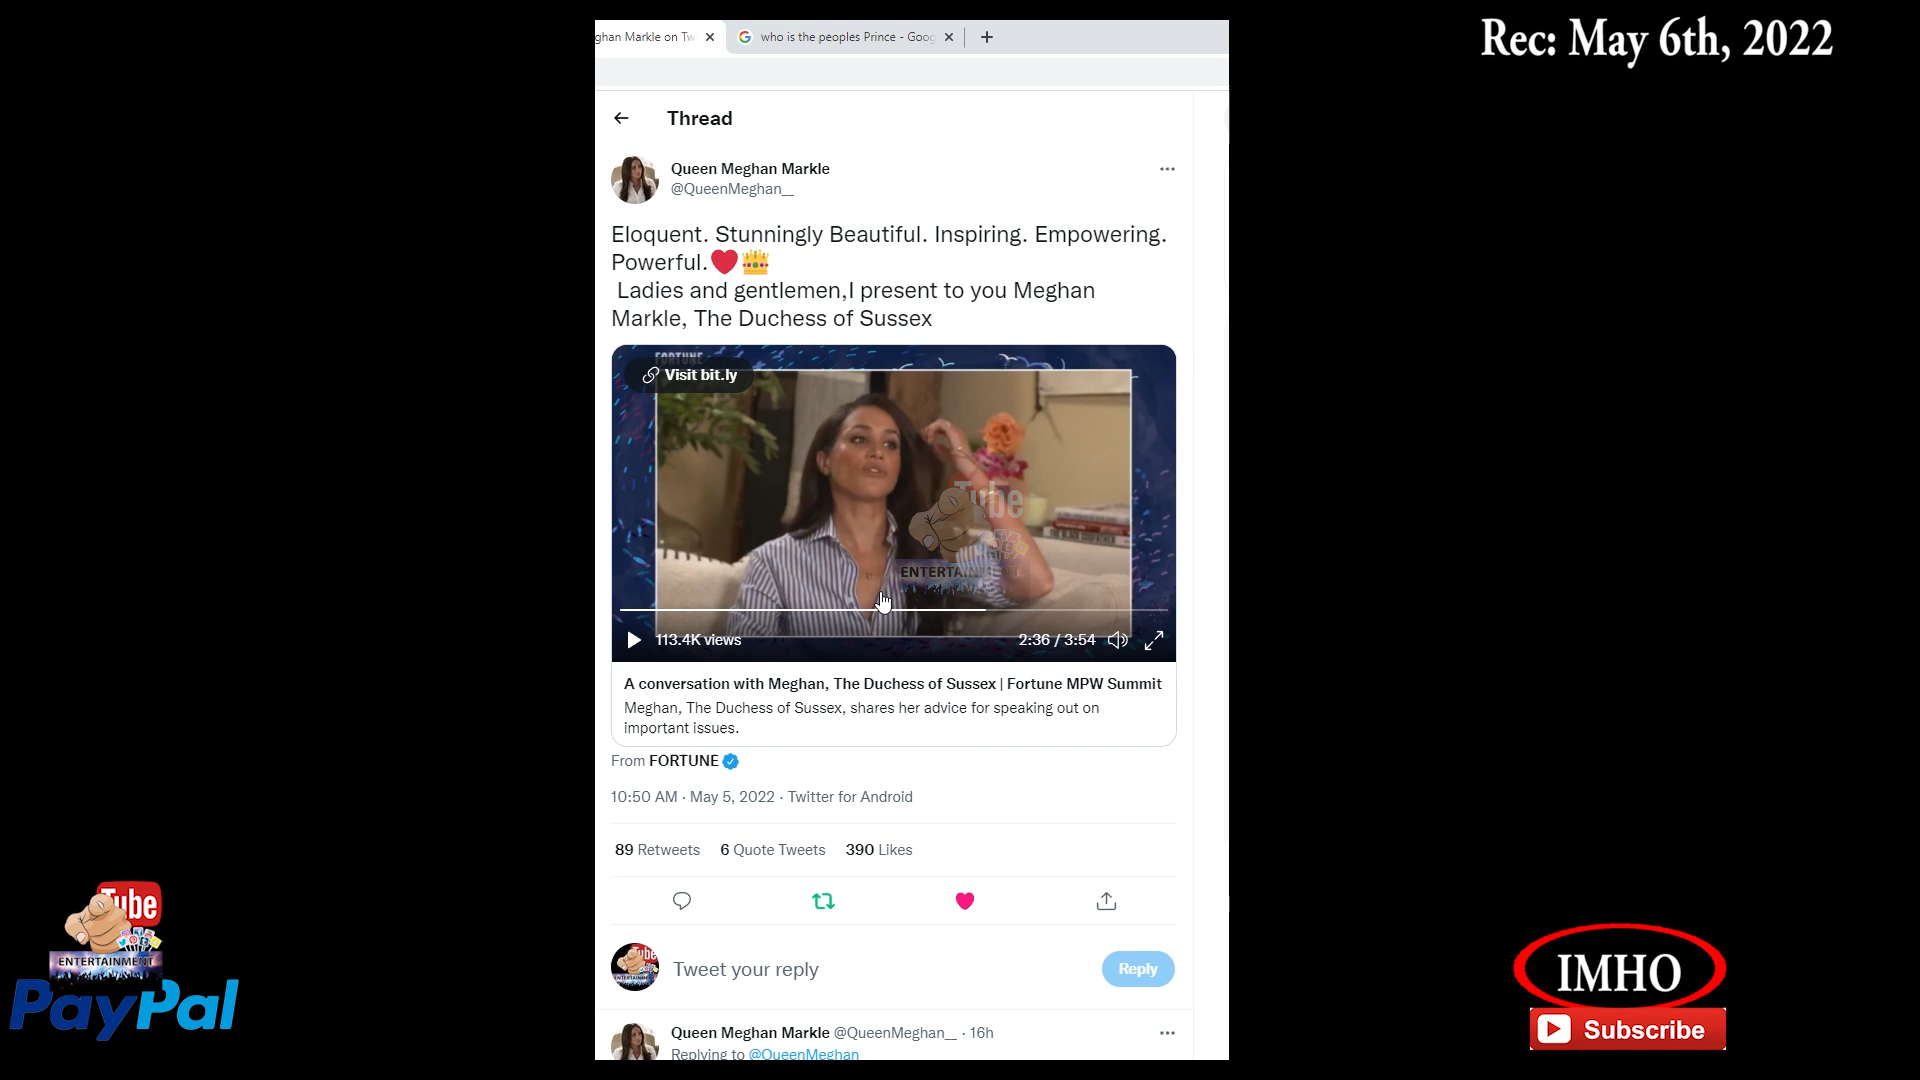 Rec: May 6th, 2022
ghan Markle on Tw
who is the peoples Prince - Goog
Thread
Queen Meghan Markle
@QueenMeghan__
Eloquent. Stunningly Beautiful. Inspiring. Empowering.
Powerful.❤️👑
Ladies and gentlemen,I present to you Meghan
Markle, The Duchess of Sussex
FORTUNE
Visit bit.ly
Tube
ENTERTAINMENT
113.4K views
2:36 / 3:54
A conversation with Meghan, The Duchess of Sussex | Fortune MPW Summit
Meghan, The Duchess of Sussex, shares her advice for speaking out on
important issues.
From FORTUNE
10:50 AM · May 5, 2022 · Twitter for Android
89 Retweets 6 Quote Tweets 390 Likes
Tweet your reply
Reply
Queen Meghan Markle @QueenMeghan__ · 16h
Replying to @QueenMeghan
Tube
ENTERTAINMENT
PayPal
IMHO
Subscribe